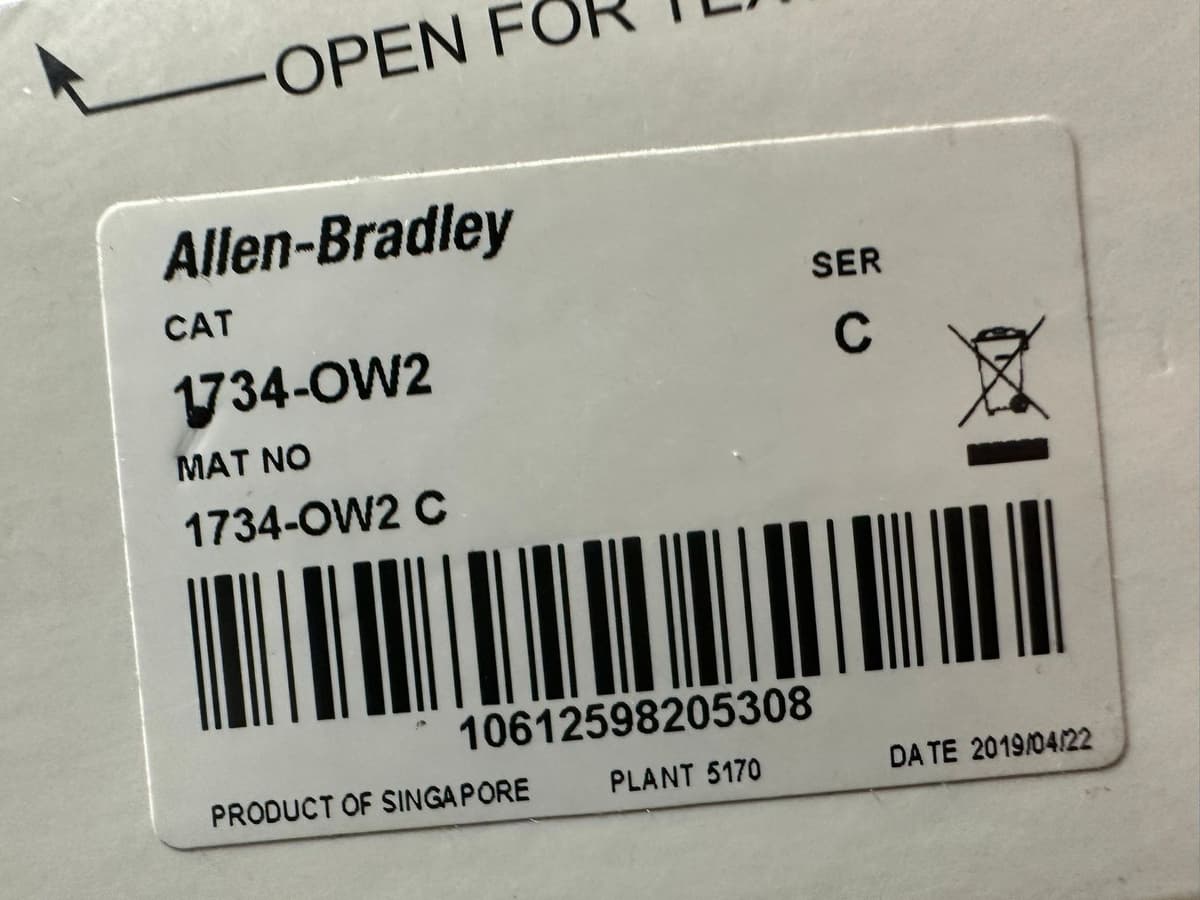 OPEN FOR
Allen-Bradley
SER
CAT
C
1734-OW2
MAT NO
1734-OW2 C
10612598205308
PRODUCT OF SINGAPORE PLANT 5170 DATE 2019/04/22